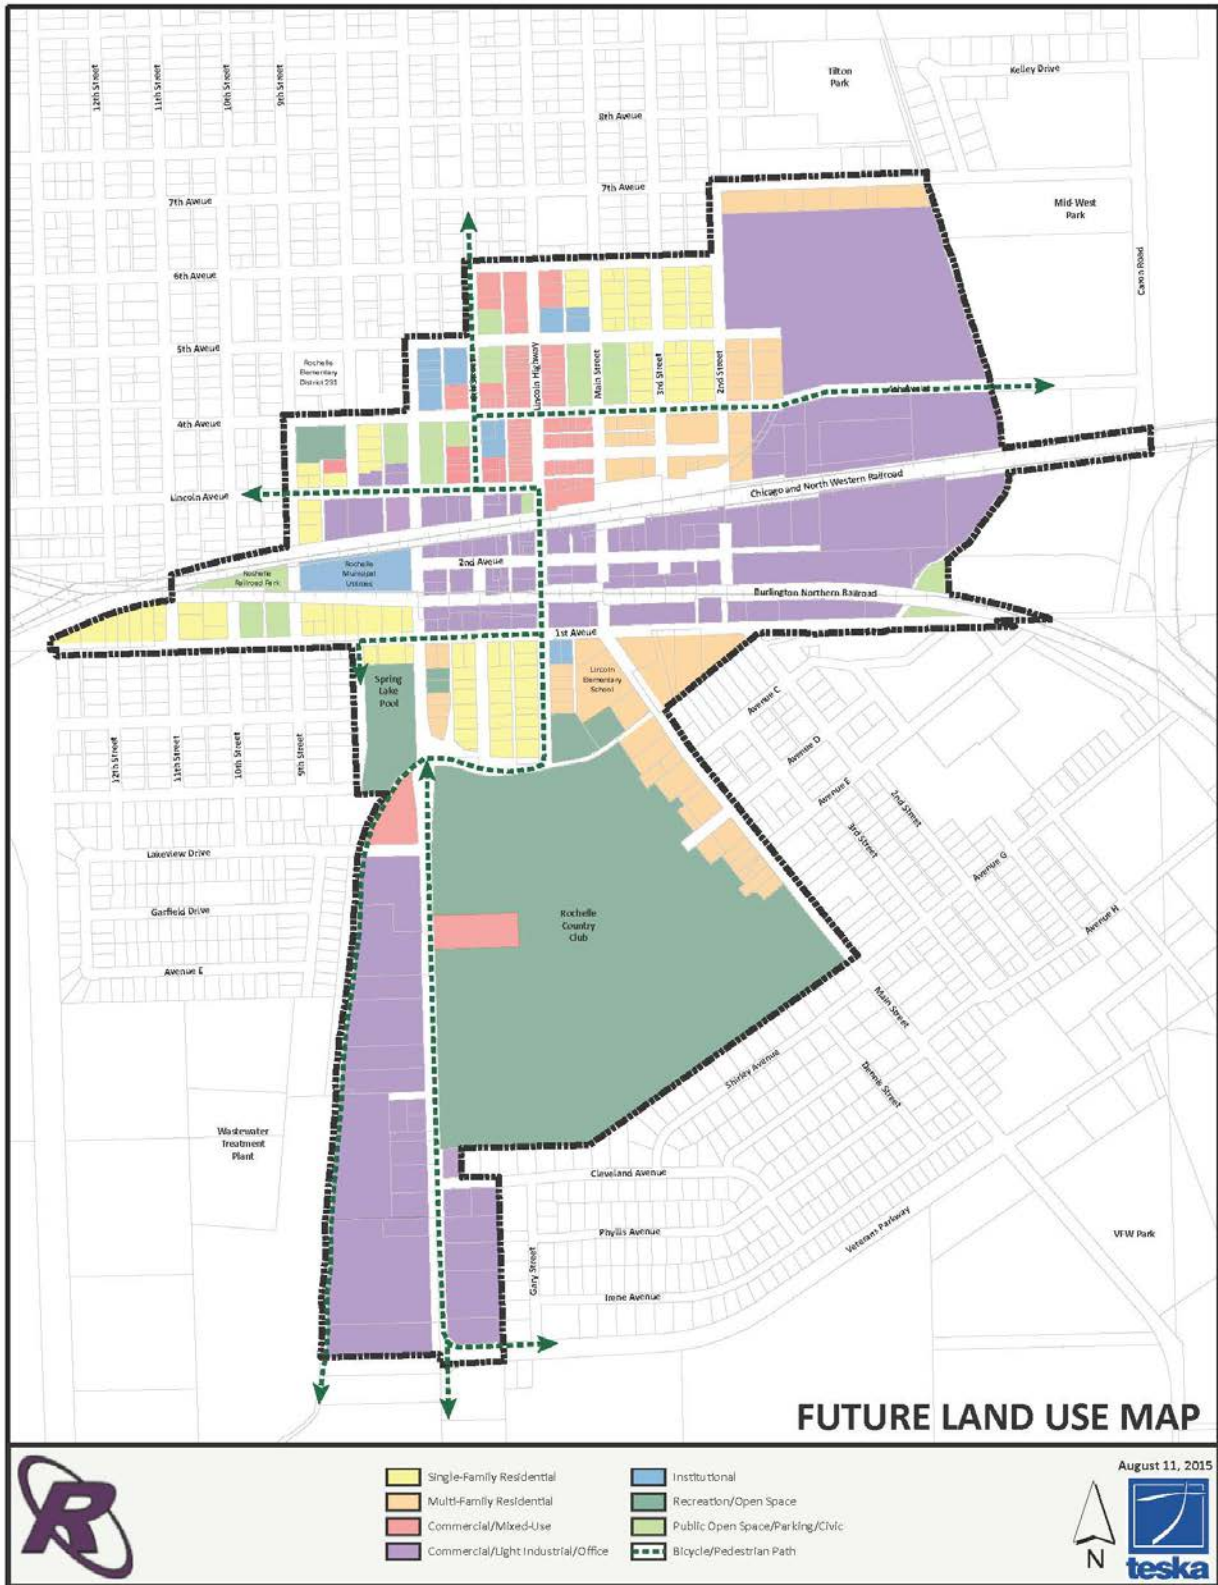 12th Street
11th Street
10th Street
9th Street
Tilton
Park
Kelley Drive
8th Aveue
7th Aveue
7th Aveue
Mid-West
Park
6th Aveue
Caron Road
5th Aveue
Rochelle
Elementary
District 231
Lincoln Highway
Main Street
3rd Street
2nd Street
4th Aveue
Lincoln Aveue
Chicago and North Western Railroad
Rochelle
Railroad Park
Rochelle
Municipal
Utilities
2nd Avenue
Burlington Northern Railroad
1st Avenue
Spring
Lake
Pool
Lincoln
Elementary
School
Avenue C
Avenue D
Avenue E
2nd Street
3rd Street
Avenue G
Avenue H
12th Street
11th Street
10th Street
9th Street
Lakeview Drive
Garfield Drive
Avenue E
Rochelle
Country
Club
Main Street
Shirley Avenue
Dennis Street
Wastewater
Treatment
Plant
Cleveland Avenue
Phyllis Avenue
Veterans Parkway
VFW Park
Gary Street
Irene Avenue
FUTURE LAND USE MAP
R
Single-Family Residential
Multi-Family Residential
Commercial/Mixed-Use
Commercial/Light Industrial/Office
Institutional
Recreation/Open Space
Public Open Space/Parking/Civic
Bicycle/Pedestrian Path
August 11, 2015
N
teska